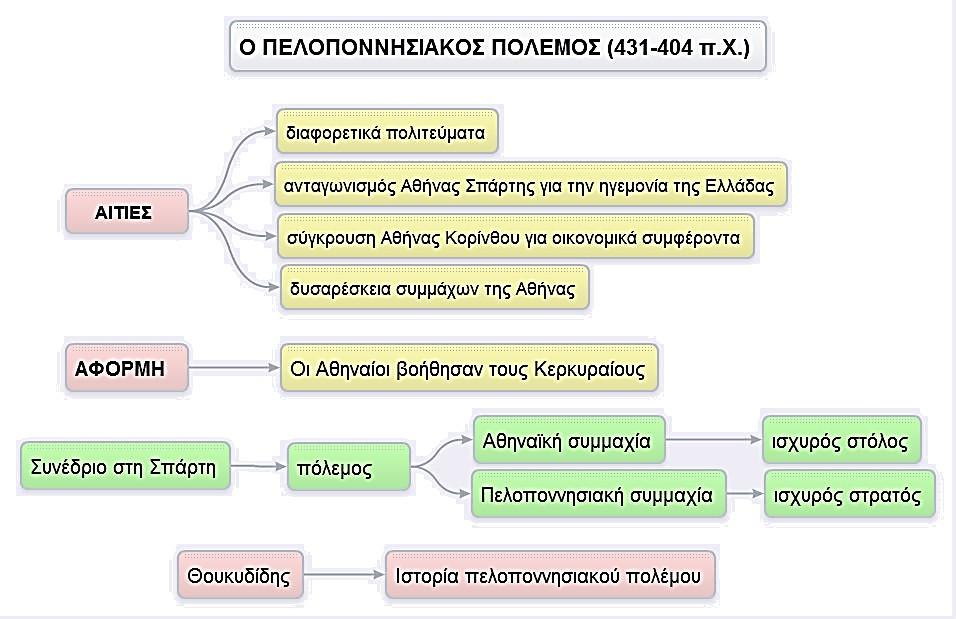 Ο ΠΕΛΟΠΟΝΝΗΣΙΑΚΟΣ ΠΟΛΕΜΟΣ (431-404 π.Χ.)
ΑΙΤΙΕΣ
διαφορετικά πολιτεύματα
ανταγωνισμός Αθήνας Σπάρτης για την ηγεμονία της Ελλάδας
σύγκρουση Αθήνας Κορίνθου για οικονομικά συμφέροντα
δυσαρέσκεια συμμάχων της Αθήνας
ΑΦΟΡΜΗ
Οι Αθηναίοι βοήθησαν τους Κερκυραίους
Συνέδριο στη Σπάρτη
πόλεμος
Αθηναϊκή συμμαχία
ισχυρός στόλος
Πελοποννησιακή συμμαχία
ισχυρός στρατός
Θουκυδίδης
Ιστορία πελοποννησιακού πολέμου